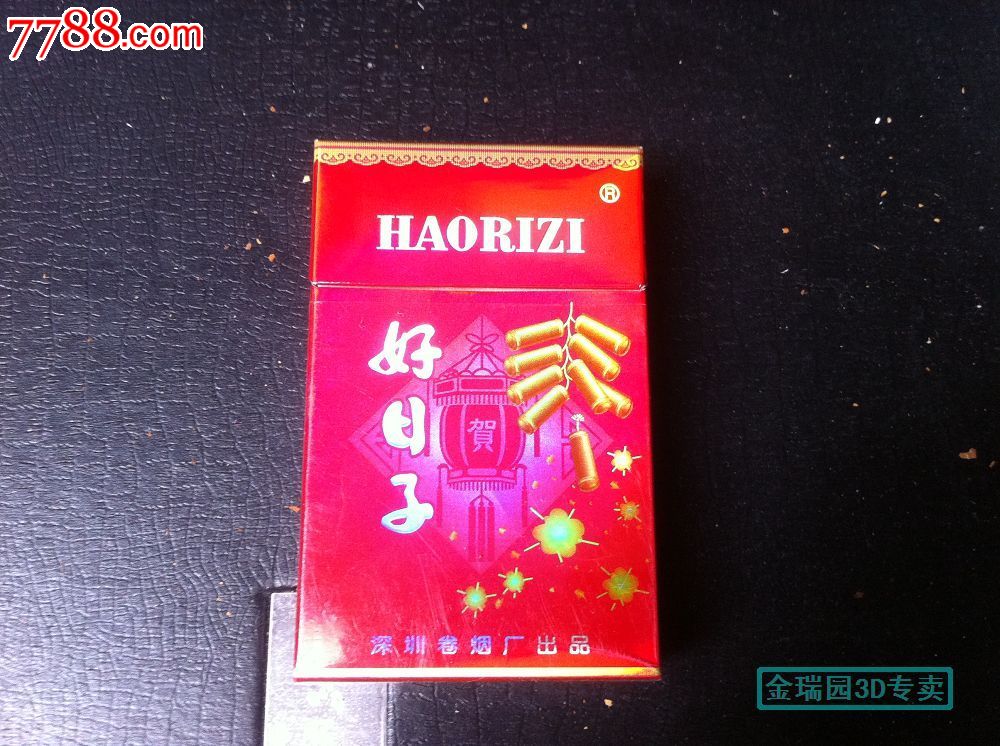 7788.com
®
HAORIZI
好日子
賀
深圳卷烟厂出品
金瑞园3D专卖